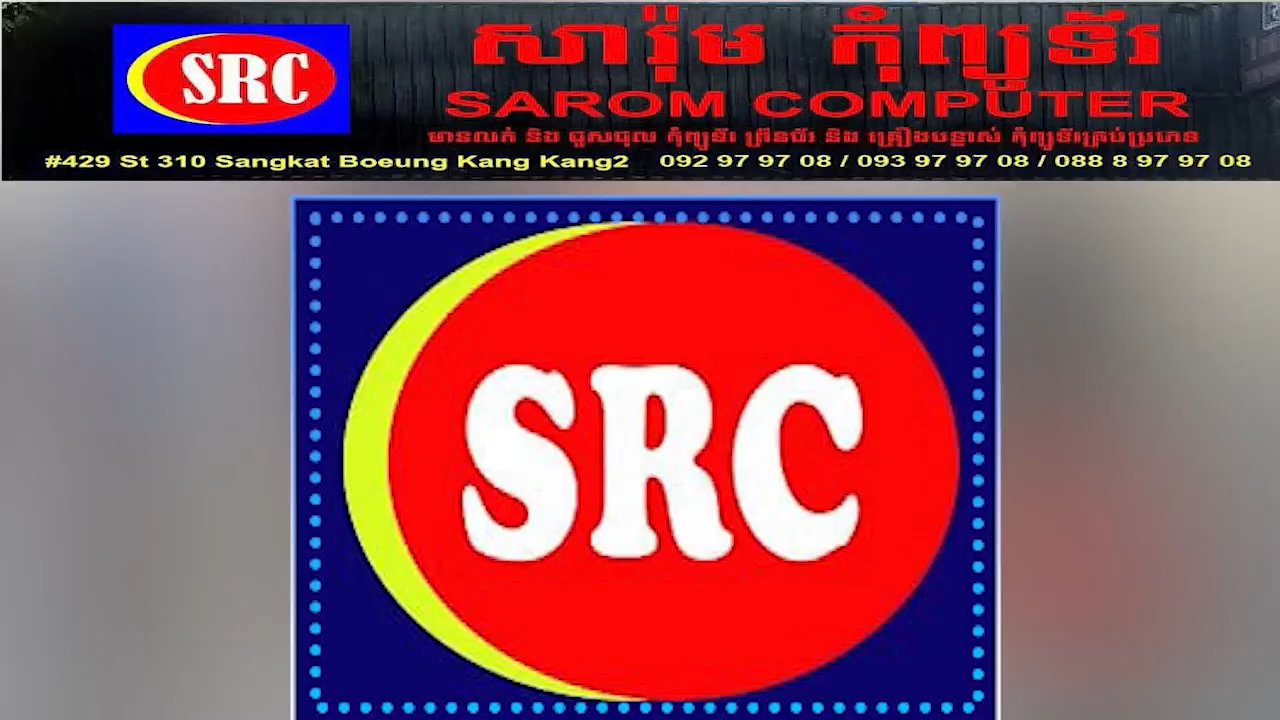 SRC
សារ៉ុម កុំព្យូទ័រ
SAROM COMPUTER
មានលក់ និង ជួសជុល កុំព្យូទ័រ ព្រីនធ័រ និង គ្រឿងបន្លាស់ កុំព្យូទ័រគ្រប់ប្រភេទ
#429 St 310 Sangkat Boeung Kang Kang2 092 97 97 08 / 093 97 97 08 / 088 8 97 97 08
SRC